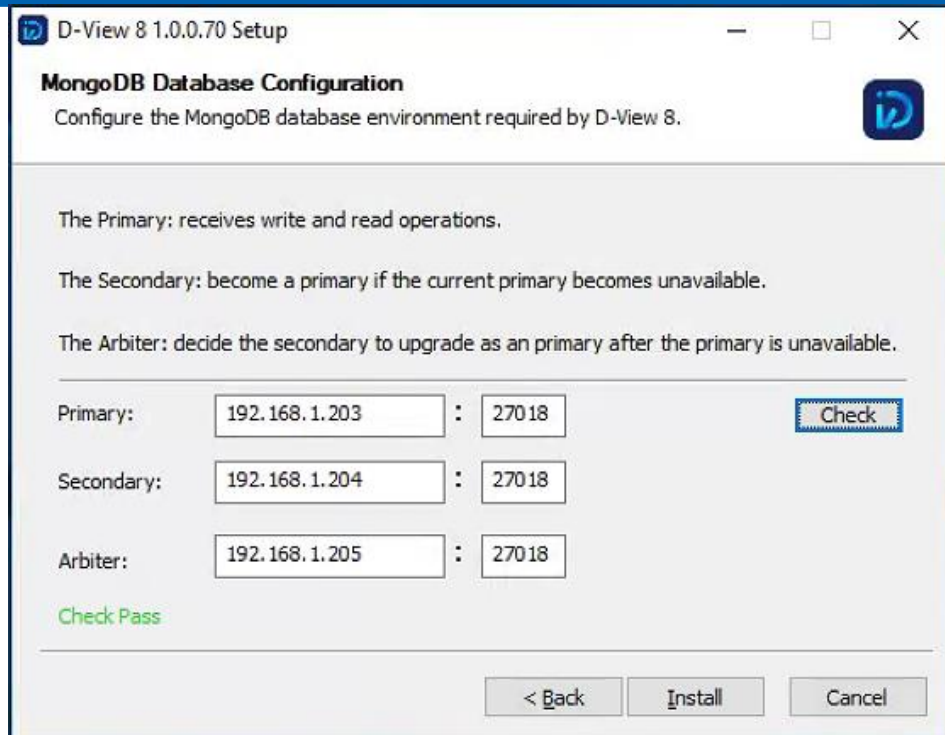 D-View 8 1.0.0.70 Setup
MongoDB Database Configuration
Configure the MongoDB database environment required by D-View 8.
The Primary: receives write and read operations.
The Secondary: become a primary if the current primary becomes unavailable.
The Arbiter: decide the secondary to upgrade as an primary after the primary is unavailable.
Primary: 192.168.1.203 : 27018 Check
Secondary: 192.168.1.204 : 27018
Arbiter: 192.168.1.205 : 27018
Check Pass
< Back Install Cancel